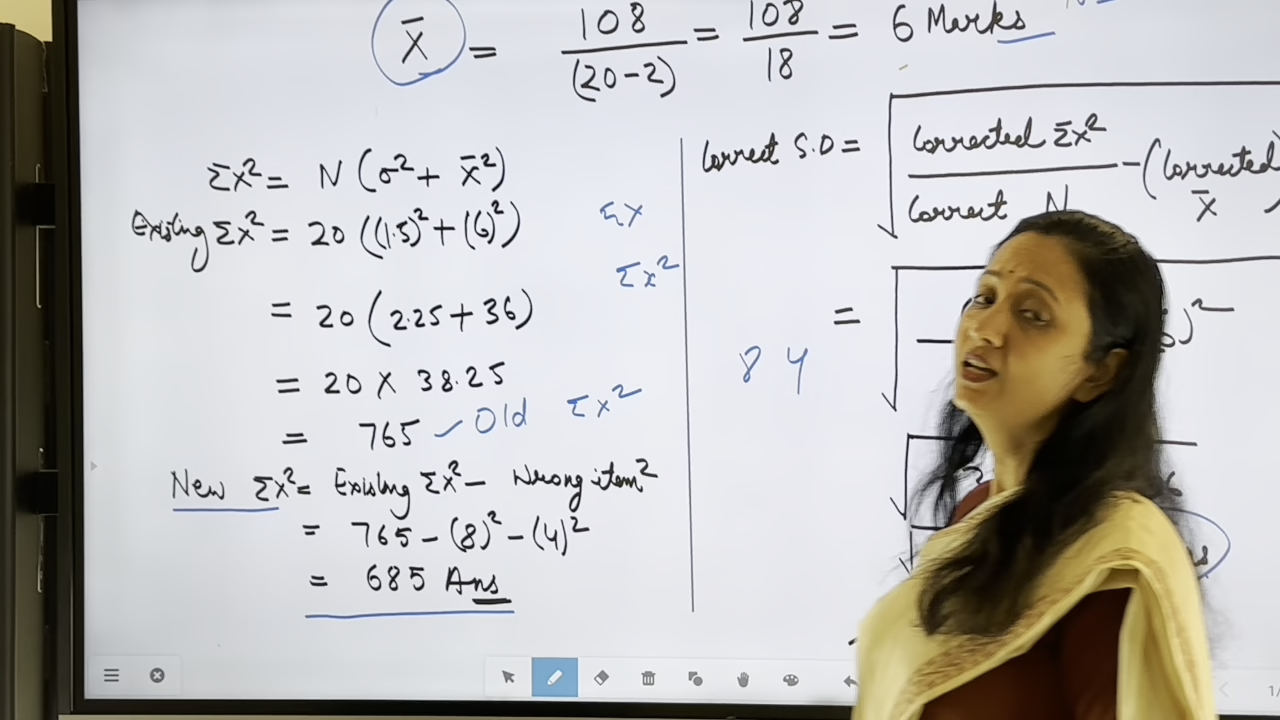 X̄ = 108/(20-2) = 108/18 = 6 Marks
Σx² = N(σ² + x̄²)
Existing Σx² = 20((1.5)² + (6)²)
= 20(2.25 + 36)
= 20 X 38.25
= 765 Old Σx²
New Σx² = Existing Σx² - Wrong item²
= 765 - (8)² - (4)²
= 685 Ans
Σx
Σx²
Correct S.D = √ Corrected Σx² / Correct N - (Corrected x̄)
8 4
=
1/